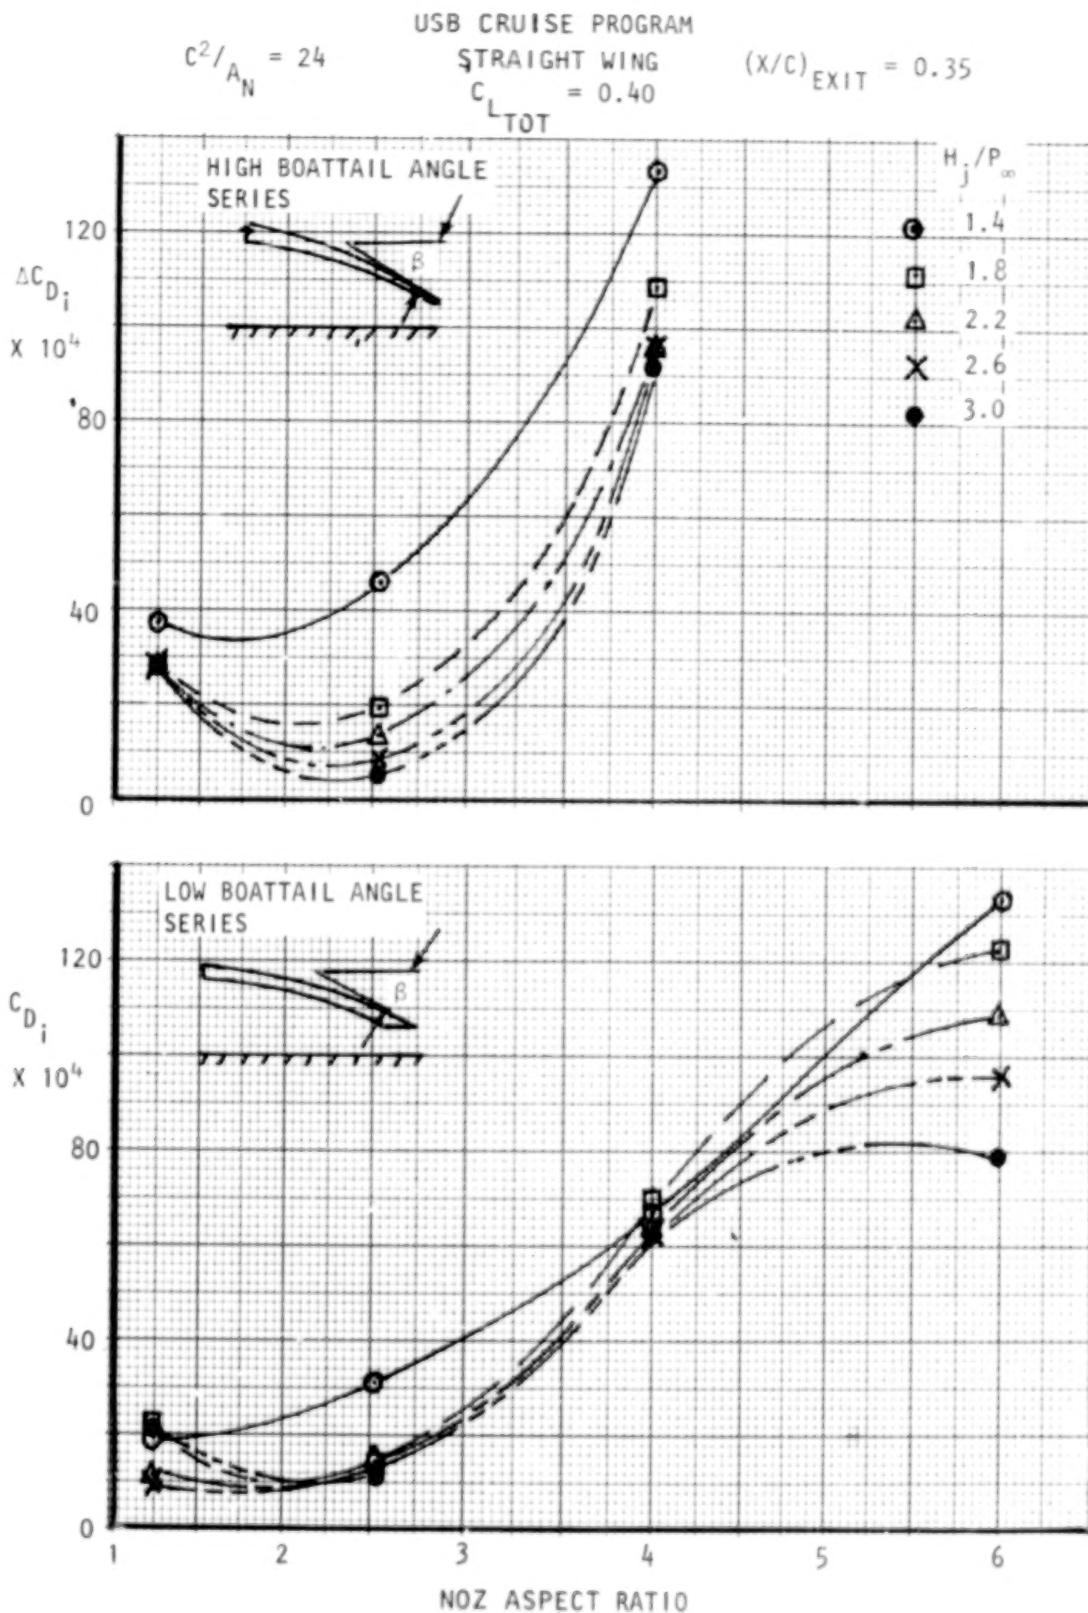 USB CRUISE PROGRAM
C²/A_N = 24
STRAIGHT WING
(X/C)_EXIT = 0.35
C_L_TOT = 0.40
HIGH BOATTAIL ANGLE
SERIES
β
H_j/P_∞
1.4
1.8
2.2
2.6
3.0
ΔC_D_i
X 10⁴
120
80
40
0
LOW BOATTAIL ANGLE
SERIES
β
C_D_i
X 10⁴
120
80
40
0
1 2 3 4 5 6
NOZ ASPECT RATIO